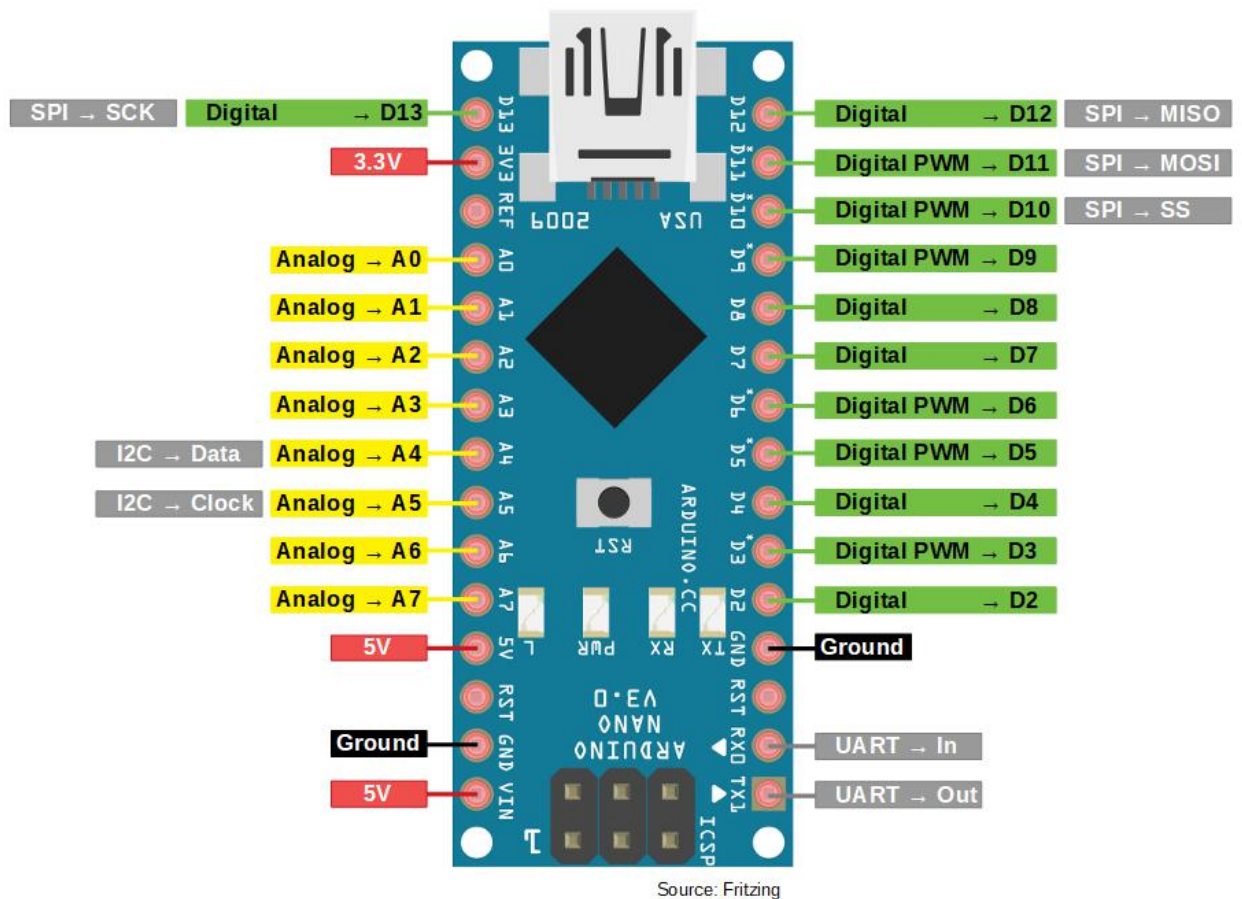 SPI → SCK
Digital → D13
3.3V
Analog → A0
Analog → A1
Analog → A2
Analog → A3
I2C → Data
Analog → A4
I2C → Clock
Analog → A5
Analog → A6
Analog → A7
5V
Ground
5V
D13
3V3
REF
A0
A1
A2
A3
A4
A5
A6
A7
5V
RST
GND
VIN
2009
USA
RST
ARDUINO.CC
L
PWR
RX
TX
V3.0
NANO
ARDUINO
1
ICSP
D12
D11*
D10*
D9*
D8
D7
D6*
D5*
D4
D3*
D2
GND
RST
RX0
TX1
Digital → D12
SPI → MISO
Digital PWM → D11
SPI → MOSI
Digital PWM → D10
SPI → SS
Digital PWM → D9
Digital → D8
Digital → D7
Digital PWM → D6
Digital PWM → D5
Digital → D4
Digital PWM → D3
Digital → D2
Ground
UART → In
UART → Out
Source: Fritzing